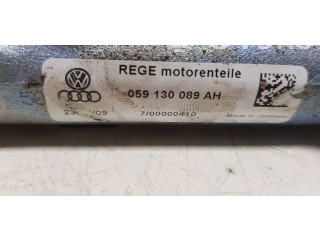 REGE motorenteile
059 130 089 AH
7/00000410
Made in Germany